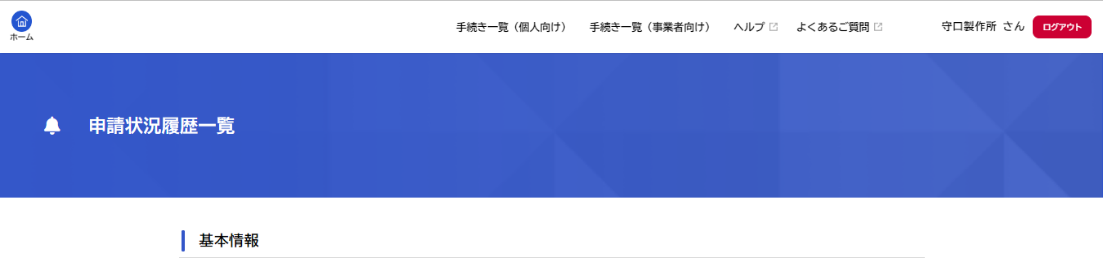 ホーム
手続き一覧（個人向け） 手続き一覧（事業者向け） ヘルプ よくあるご質問 守口製作所 さん ログアウト
申請状況履歴一覧
基本情報